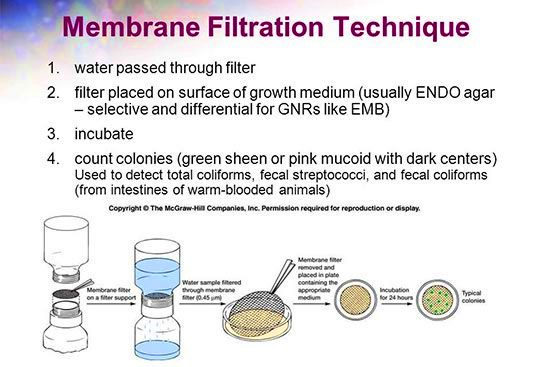 Membrane Filtration Technique
1. water passed through filter
2. filter placed on surface of growth medium (usually ENDO agar
– selective and differential for GNRs like EMB)
3. incubate
4. count colonies (green sheen or pink mucoid with dark centers)
Used to detect total coliforms, fecal streptococci, and fecal coliforms
(from intestines of warm-blooded animals)
Copyright © The McGraw-Hill Companies, Inc. Permission required for reproduction or display.
Membrane filter
on a filter support
Water sample filtered
through membrane
filter (0.45 μm)
Membrane filter
removed and
placed in plate
containing the
appropriate
medium
Incubation
for 24 hours
Typical
colonies